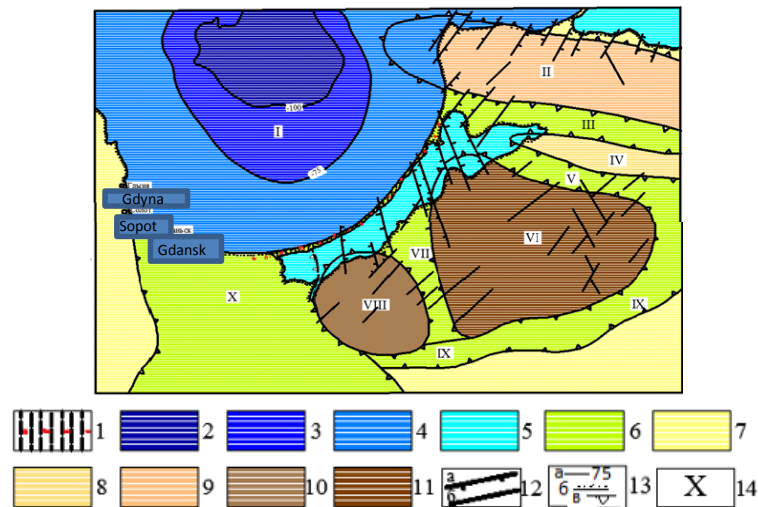 II
-100
I
III
-75
IV
V
Gdyna
Sopot
Gdansk
VI
VII
X
VIII
IX
IX
1
2
3
4
5
6
7
8
9
10
11
а б 12
а 75 б в 13
X 14